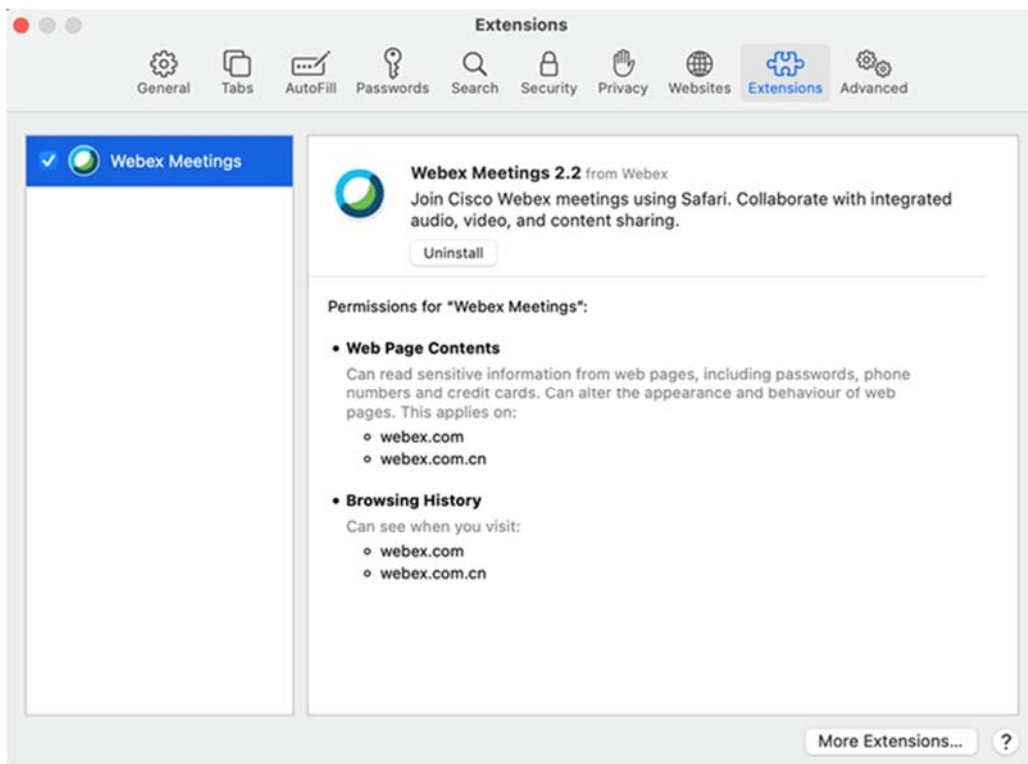 Extensions
General Tabs AutoFill Passwords Search Security Privacy Websites Extensions Advanced
Webex Meetings
Webex Meetings 2.2 from Webex
Join Cisco Webex meetings using Safari. Collaborate with integrated
audio, video, and content sharing.
Uninstall
Permissions for "Webex Meetings":
• Web Page Contents
Can read sensitive information from web pages, including passwords, phone
numbers and credit cards. Can alter the appearance and behaviour of web
pages. This applies on:
webex.com
webex.com.cn
• Browsing History
Can see when you visit:
webex.com
webex.com.cn
More Extensions... ?